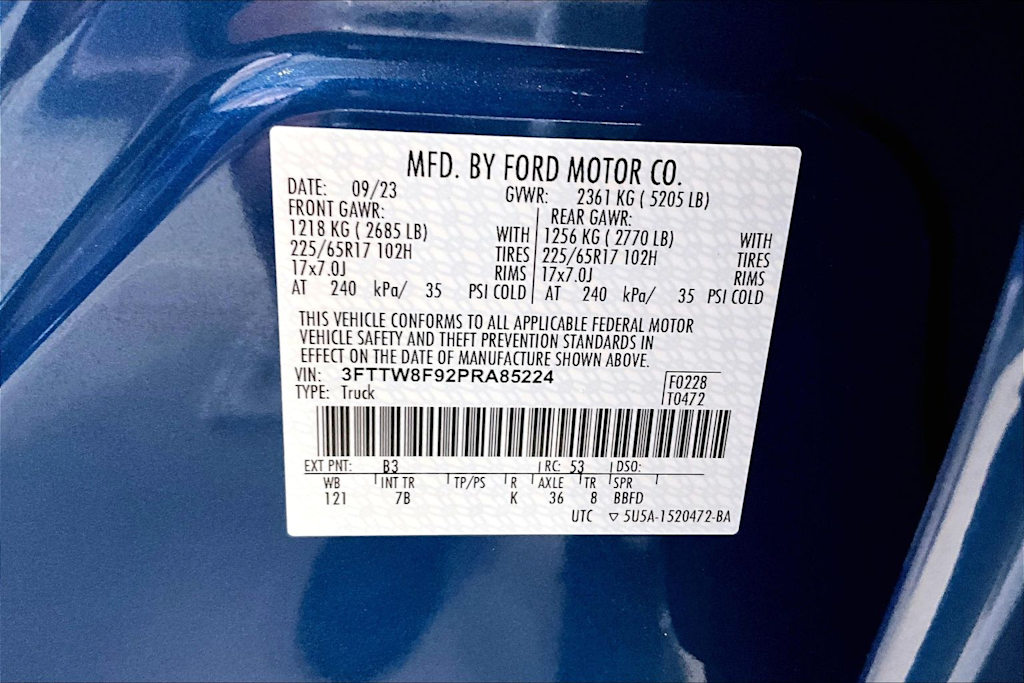 MFD. BY FORD MOTOR CO.
DATE: 09/23 GVWR: 2361 KG ( 5205 LB)
FRONT GAWR: REAR GAWR:
1218 KG ( 2685 LB) WITH 1256 KG ( 2770 LB) WITH
225/65R17 102H TIRES 225/65R17 102H TIRES
17x7.0J RIMS 17x7.0J RIMS
AT 240 kPa/ 35 PSI COLD AT 240 kPa/ 35 PSI COLD
THIS VEHICLE CONFORMS TO ALL APPLICABLE FEDERAL MOTOR
VEHICLE SAFETY AND THEFT PREVENTION STANDARDS IN
EFFECT ON THE DATE OF MANUFACTURE SHOWN ABOVE.
VIN: 3FTTW8F92PRA85224 F0228
TYPE: Truck T0472
EXT PNT: B3 RC: 53 DSO:
WB INT TR TP/PS R AXLE TR SPR
121 7B K 36 8 BBFD
UTC ▽ 5U5A-1520472-BA